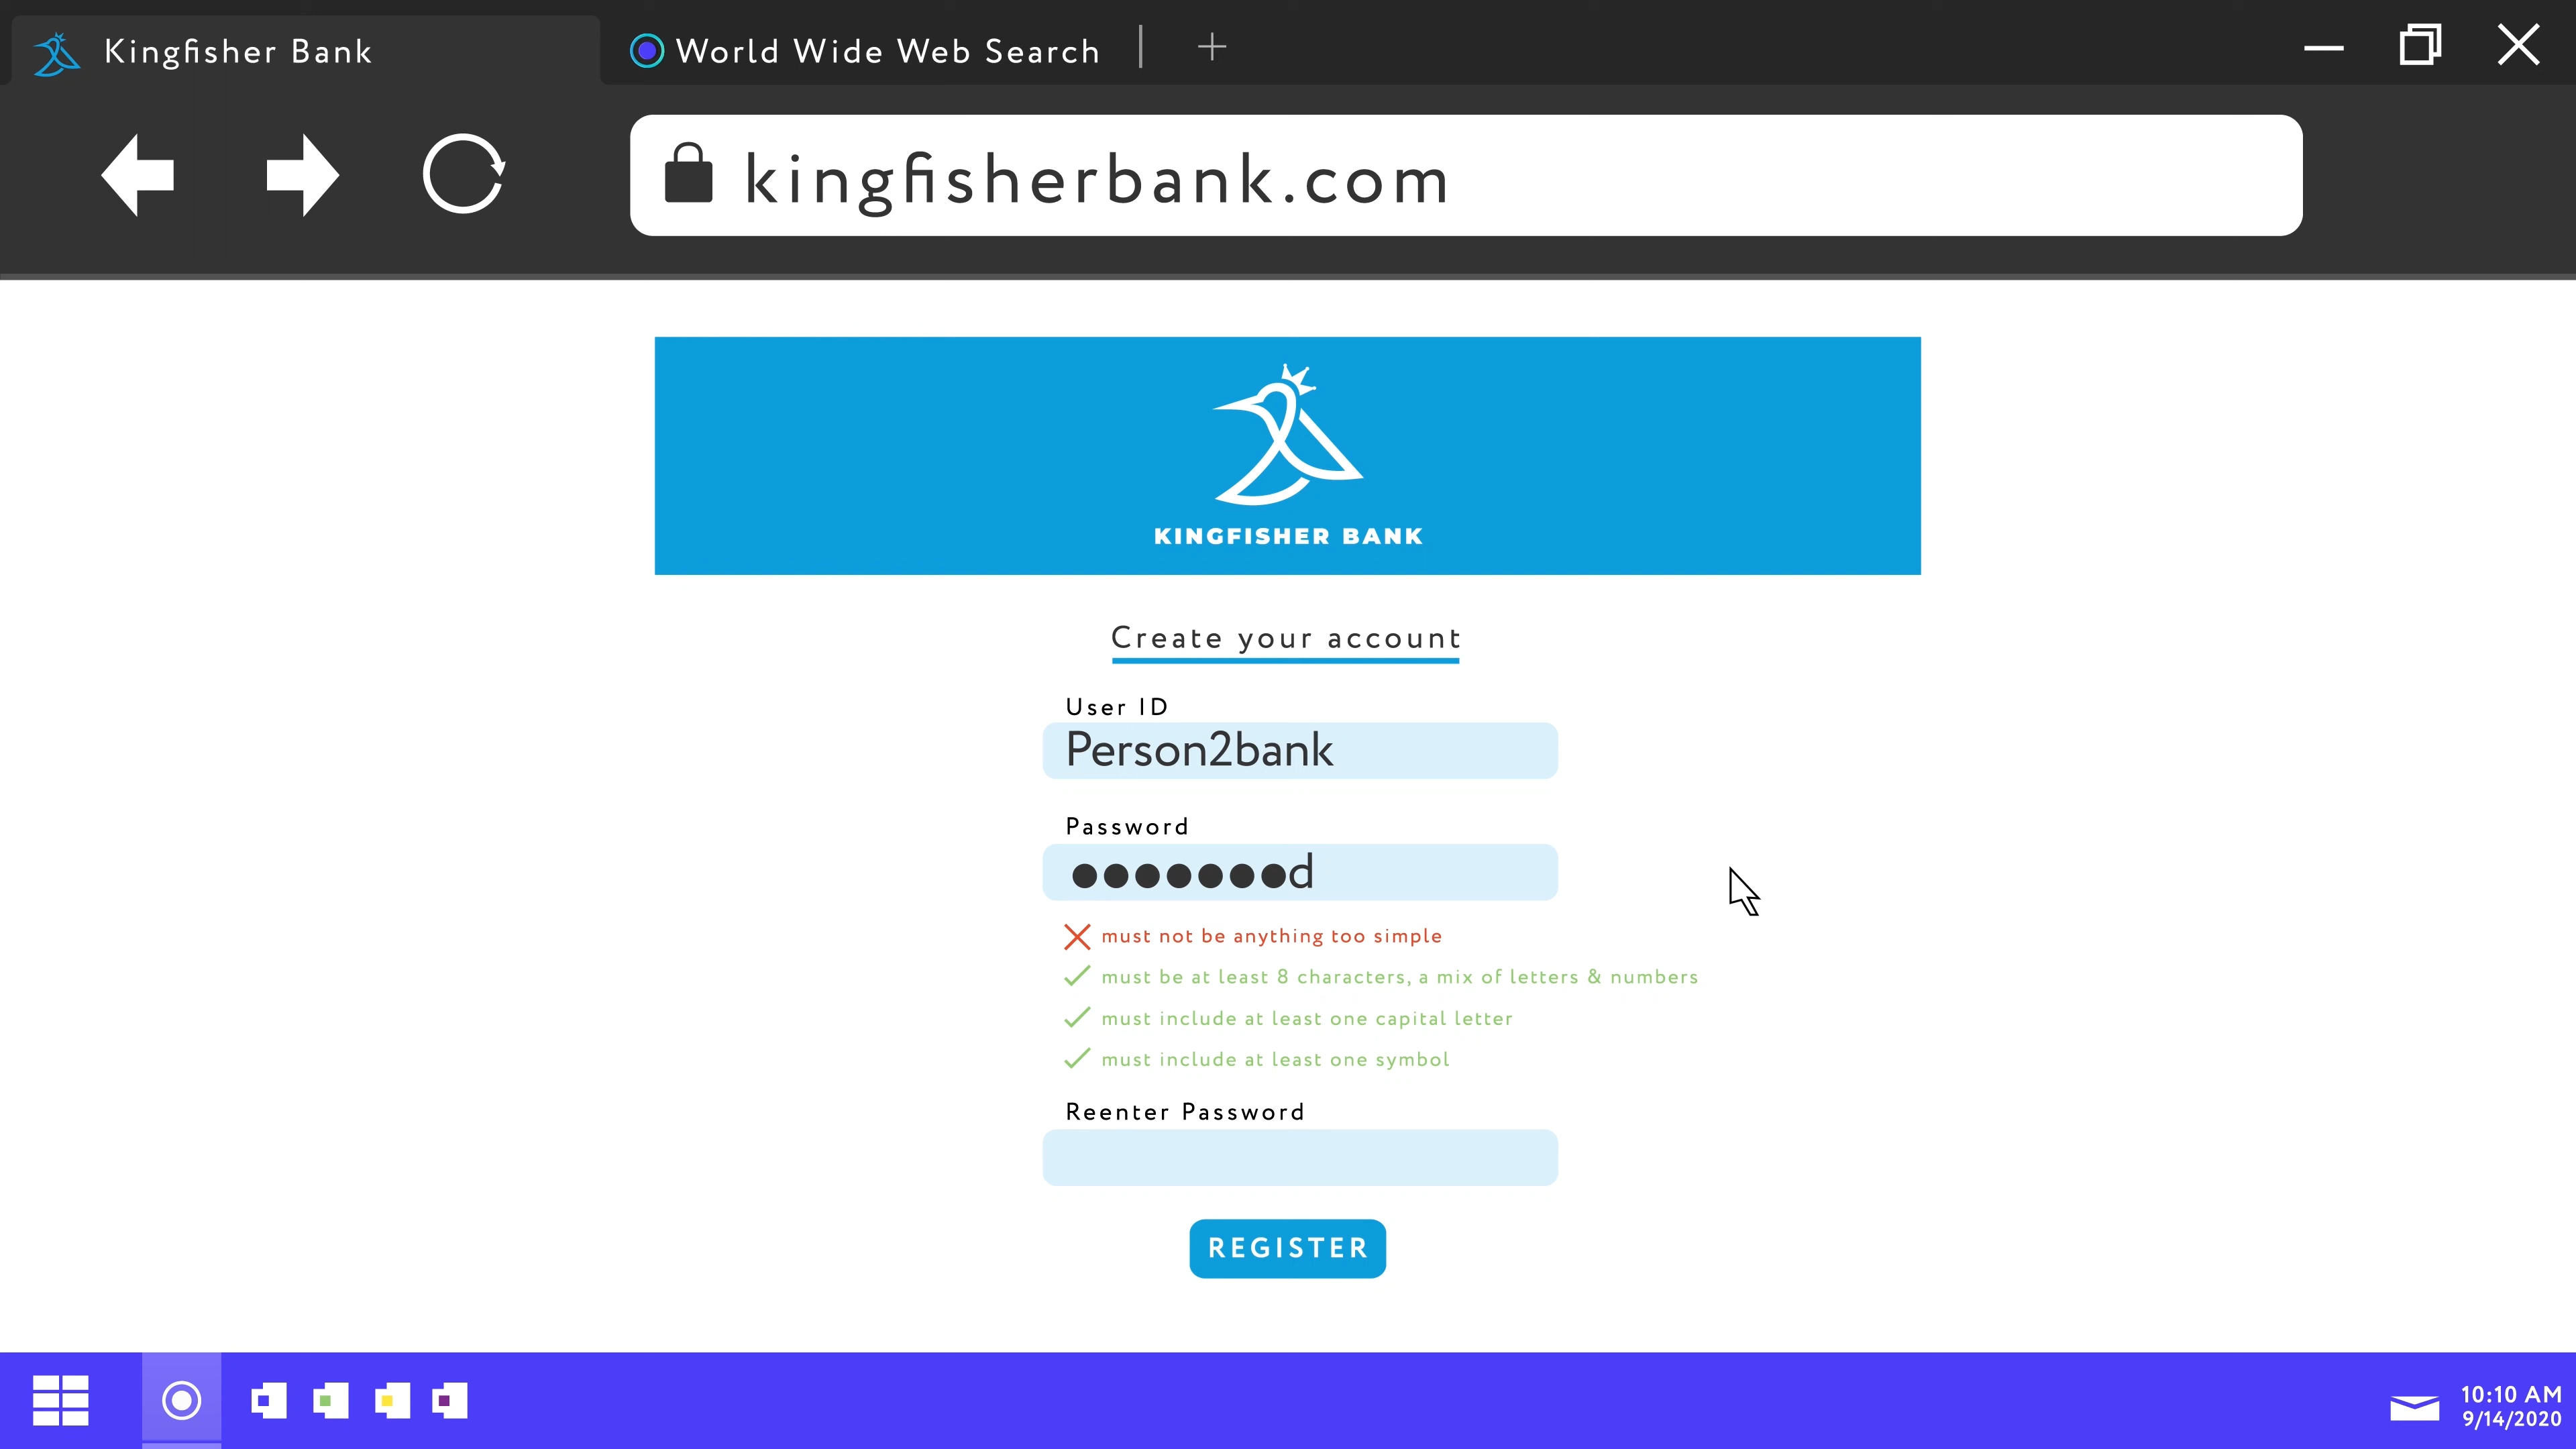 Kingfisher Bank
World Wide Web Search
kingfisherbank.com
KINGFISHER BANK
Create your account
User ID
Person2bank
Password
●●●●●●●d
must not be anything too simple
must be at least 8 characters, a mix of letters & numbers
must include at least one capital letter
must include at least one symbol
Reenter Password
REGISTER
10:10 AM
9/14/2020